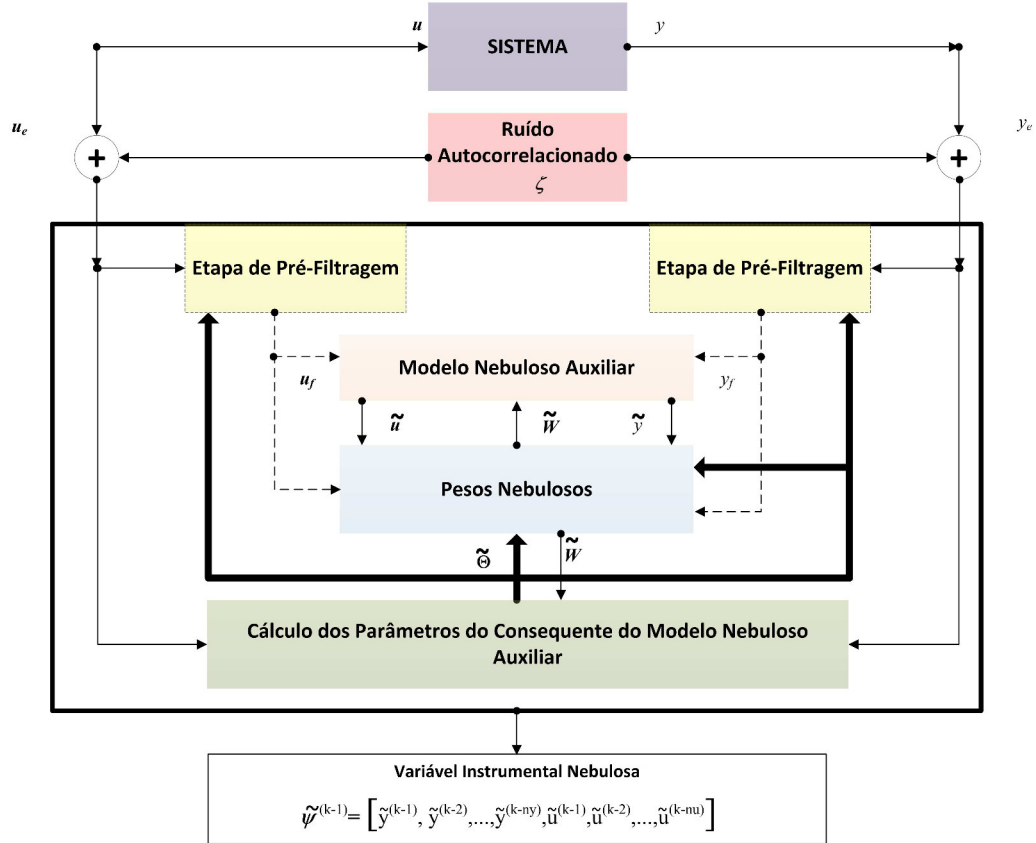 u
SISTEMA
y
u_e
Ruído
Autocorrelacionado
ζ
y_e
+
+
Etapa de Pré-Filtragem
Etapa de Pré-Filtragem
u_f
Modelo Nebuloso Auxiliar
y_f
ũ
W̃
ỹ
Pesos Nebulosos
Θ̃
W̃
Cálculo dos Parâmetros do Consequente do Modelo Nebuloso
Auxiliar
Variável Instrumental Nebulosa
ψ̃^(k-1)= [ỹ^(k-1), ỹ^(k-2),...,ỹ^(k-ny),ũ^(k-1),ũ^(k-2),...,ũ^(k-nu)]